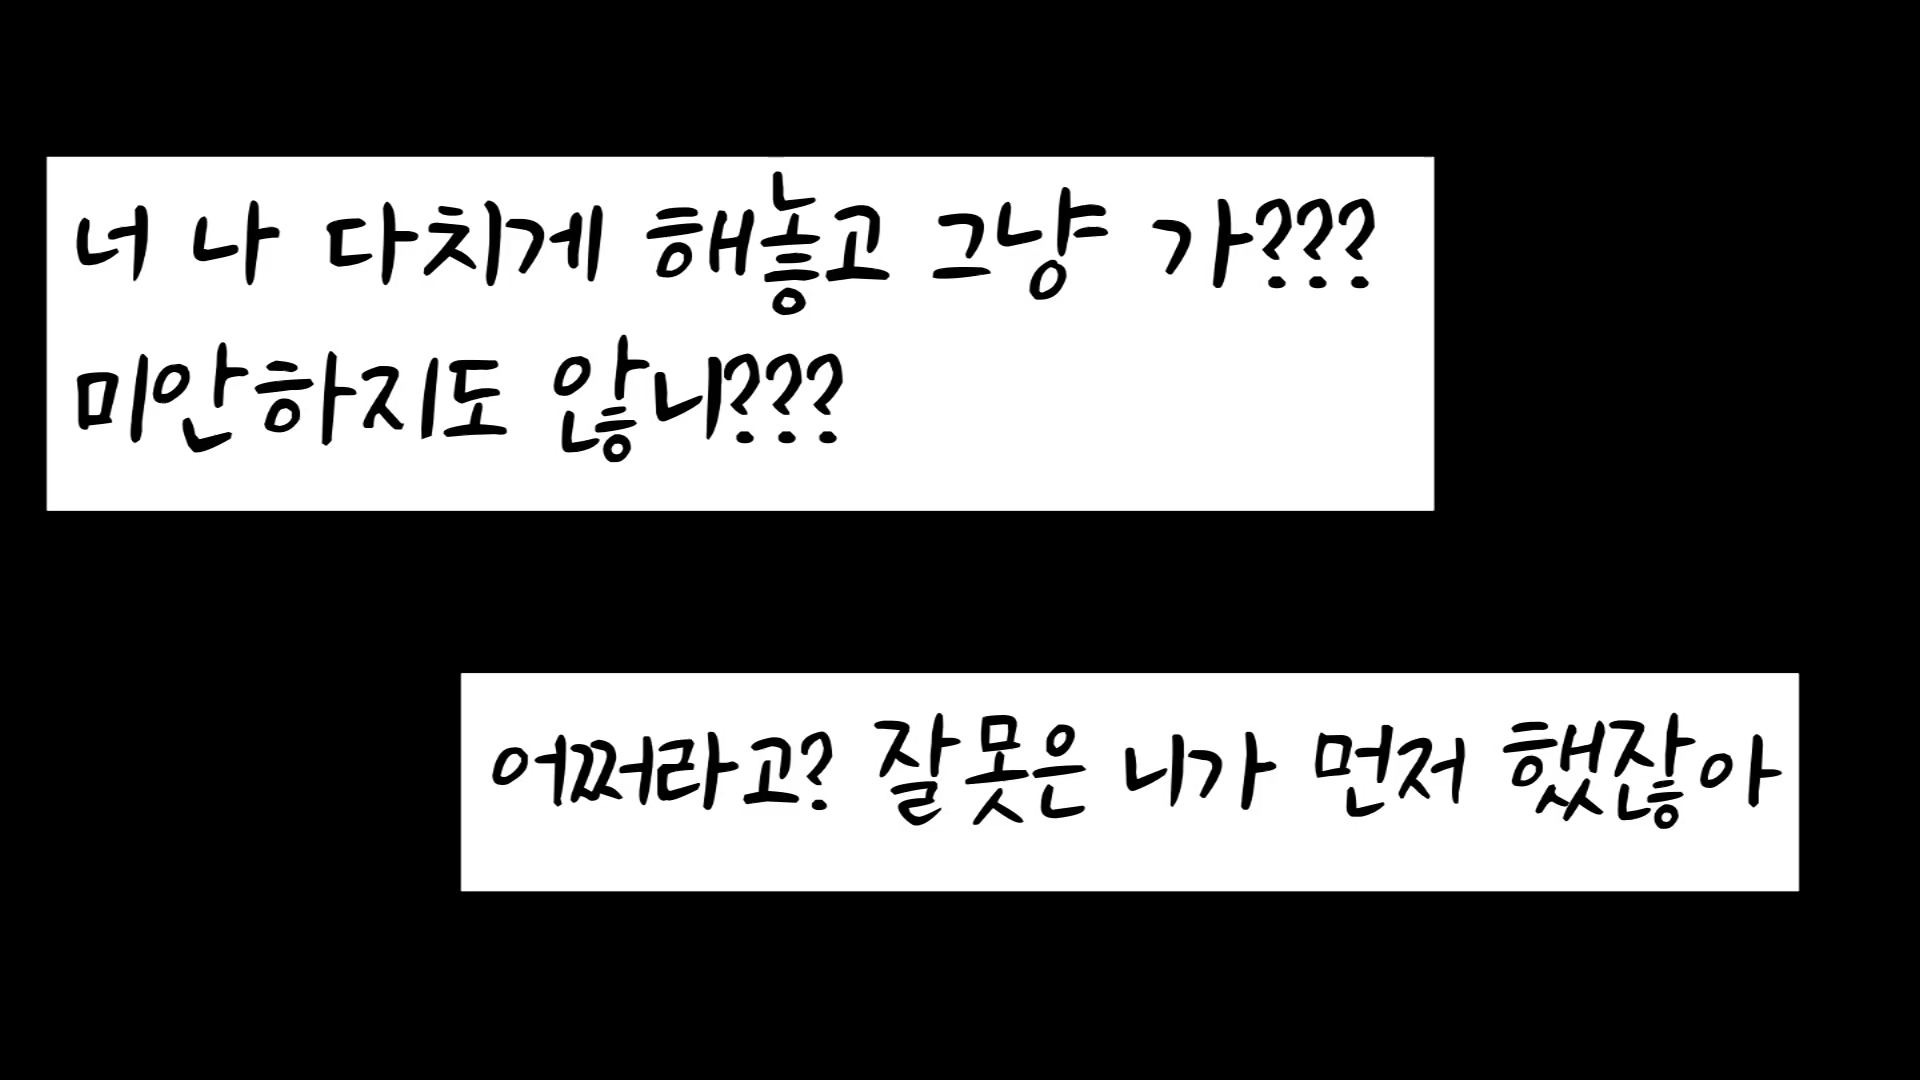 너 나 다치게 해놓고 그냥 가???
미안하지도 않니???
어쩌라고? 잘못은 니가 먼저 했잖아